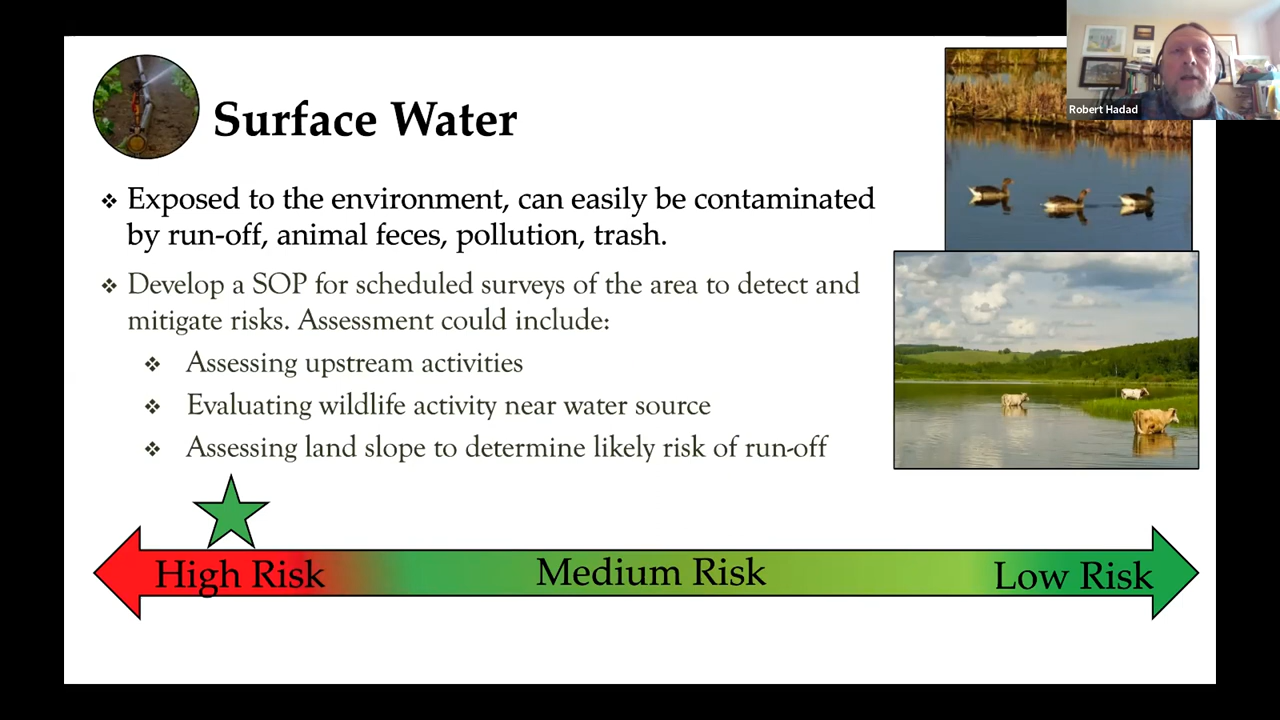 Robert Hadad
Surface Water
❖ Exposed to the environment, can easily be contaminated
by run-off, animal feces, pollution, trash.
❖ Develop a SOP for scheduled surveys of the area to detect and
mitigate risks. Assessment could include:
❖ Assessing upstream activities
❖ Evaluating wildlife activity near water source
❖ Assessing land slope to determine likely risk of run-off
High Risk
Medium Risk
Low Risk